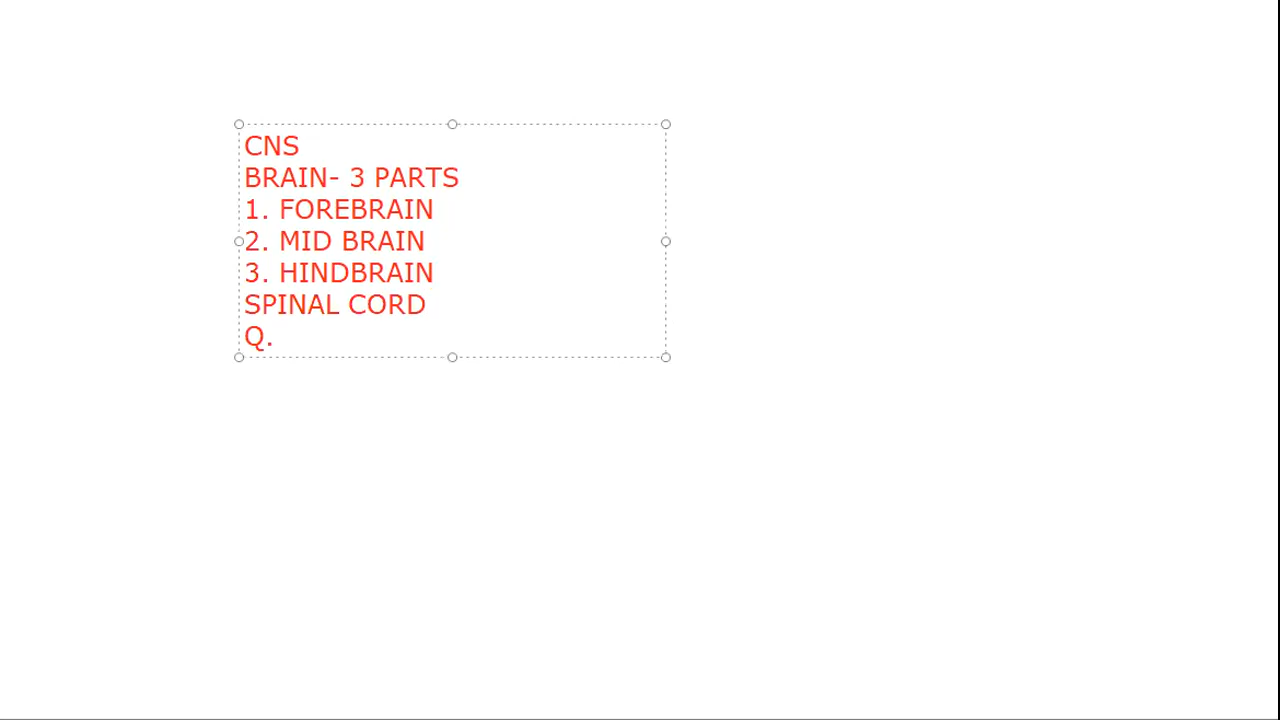 CNS
BRAIN- 3 PARTS
1. FOREBRAIN
2. MID BRAIN
3. HINDBRAIN
SPINAL CORD
Q.